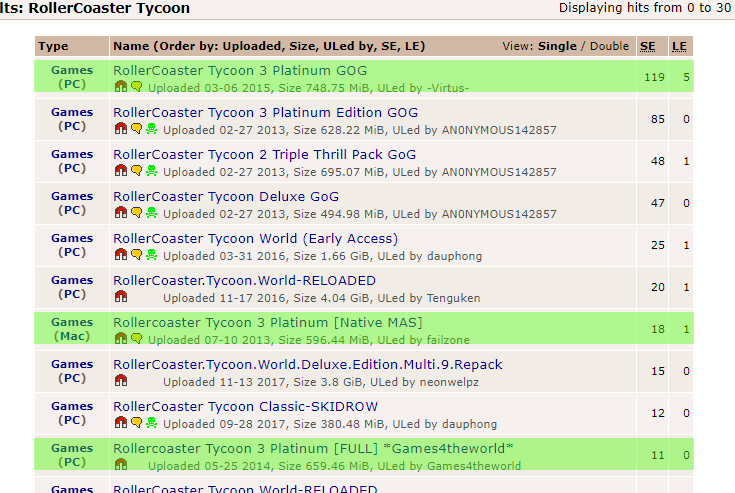 lts: RollerCoaster Tycoon Displaying hits from 0 to 30
Type Name (Order by: Uploaded, Size, ULed by, SE, LE) View: Single / Double SE LE
Games RollerCoaster Tycoon 3 Platinum GOG
(PC) Uploaded 03-06 2015, Size 748.75 MiB, ULed by -Virtus- 119 5
Games RollerCoaster Tycoon 3 Platinum Edition GOG
(PC) Uploaded 02-27 2013, Size 628.22 MiB, ULed by AN0NYMOUS142857 85 0
Games RollerCoaster Tycoon 2 Triple Thrill Pack GoG
(PC) Uploaded 02-27 2013, Size 695.07 MiB, ULed by AN0NYMOUS142857 48 1
Games RollerCoaster Tycoon Deluxe GoG
(PC) Uploaded 02-27 2013, Size 494.98 MiB, ULed by AN0NYMOUS142857 47 0
Games RollerCoaster Tycoon World (Early Access)
(PC) Uploaded 03-31 2016, Size 1.66 GiB, ULed by dauphong 25 1
Games RollerCoaster.Tycoon.World-RELOADED
(PC) Uploaded 11-17 2016, Size 4.04 GiB, ULed by Tenguken 20 1
Games Rollercoaster Tycoon 3 Platinum [Native MAS]
(Mac) Uploaded 07-10 2013, Size 596.44 MiB, ULed by failzone 18 1
Games RollerCoaster.Tycoon.World.Deluxe.Edition.Multi.9.Repack
(PC) Uploaded 11-13 2017, Size 3.8 GiB, ULed by neonwelpz 15 0
Games RollerCoaster Tycoon Classic-SKIDROW
(PC) Uploaded 09-28 2017, Size 380.48 MiB, ULed by dauphong 12 0
Games Rollercoaster Tycoon 3 Platinum [FULL] *Games4theworld*
(PC) Uploaded 05-25 2014, Size 659.46 MiB, ULed by Games4theworld 11 0
Games RollerCoaster Tycoon World-RELOADED